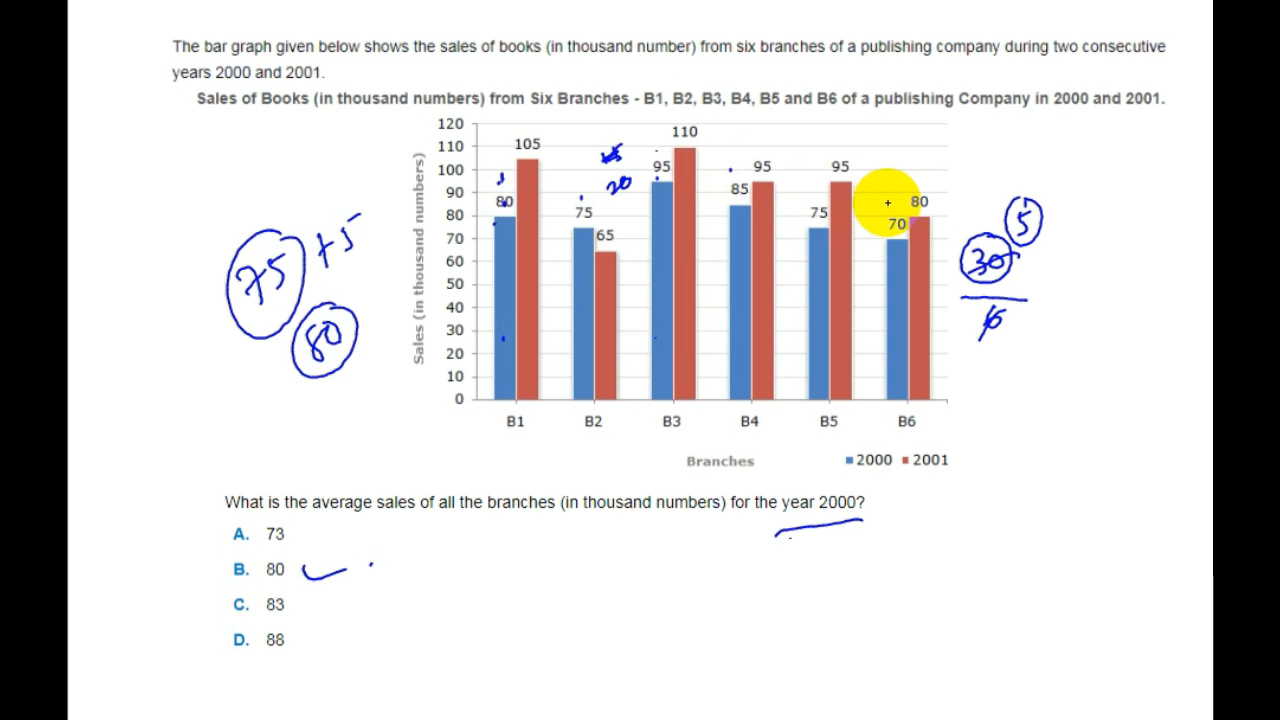 The bar graph given below shows the sales of books (in thousand number) from six branches of a publishing company during two consecutive
years 2000 and 2001.
Sales of Books (in thousand numbers) from Six Branches - B1, B2, B3, B4, B5 and B6 of a publishing Company in 2000 and 2001.
Sales (in thousand numbers)
120
110
100
90
80
70
60
50
40
30
20
10
0
80
105
75
65
95
110
85
95
75
95
70
80
20
75 + 5
80
5
30
6
B1 B2 B3 B4 B5 B6
Branches
2000 2001
What is the average sales of all the branches (in thousand numbers) for the year 2000?
A. 73
B. 80
C. 83
D. 88